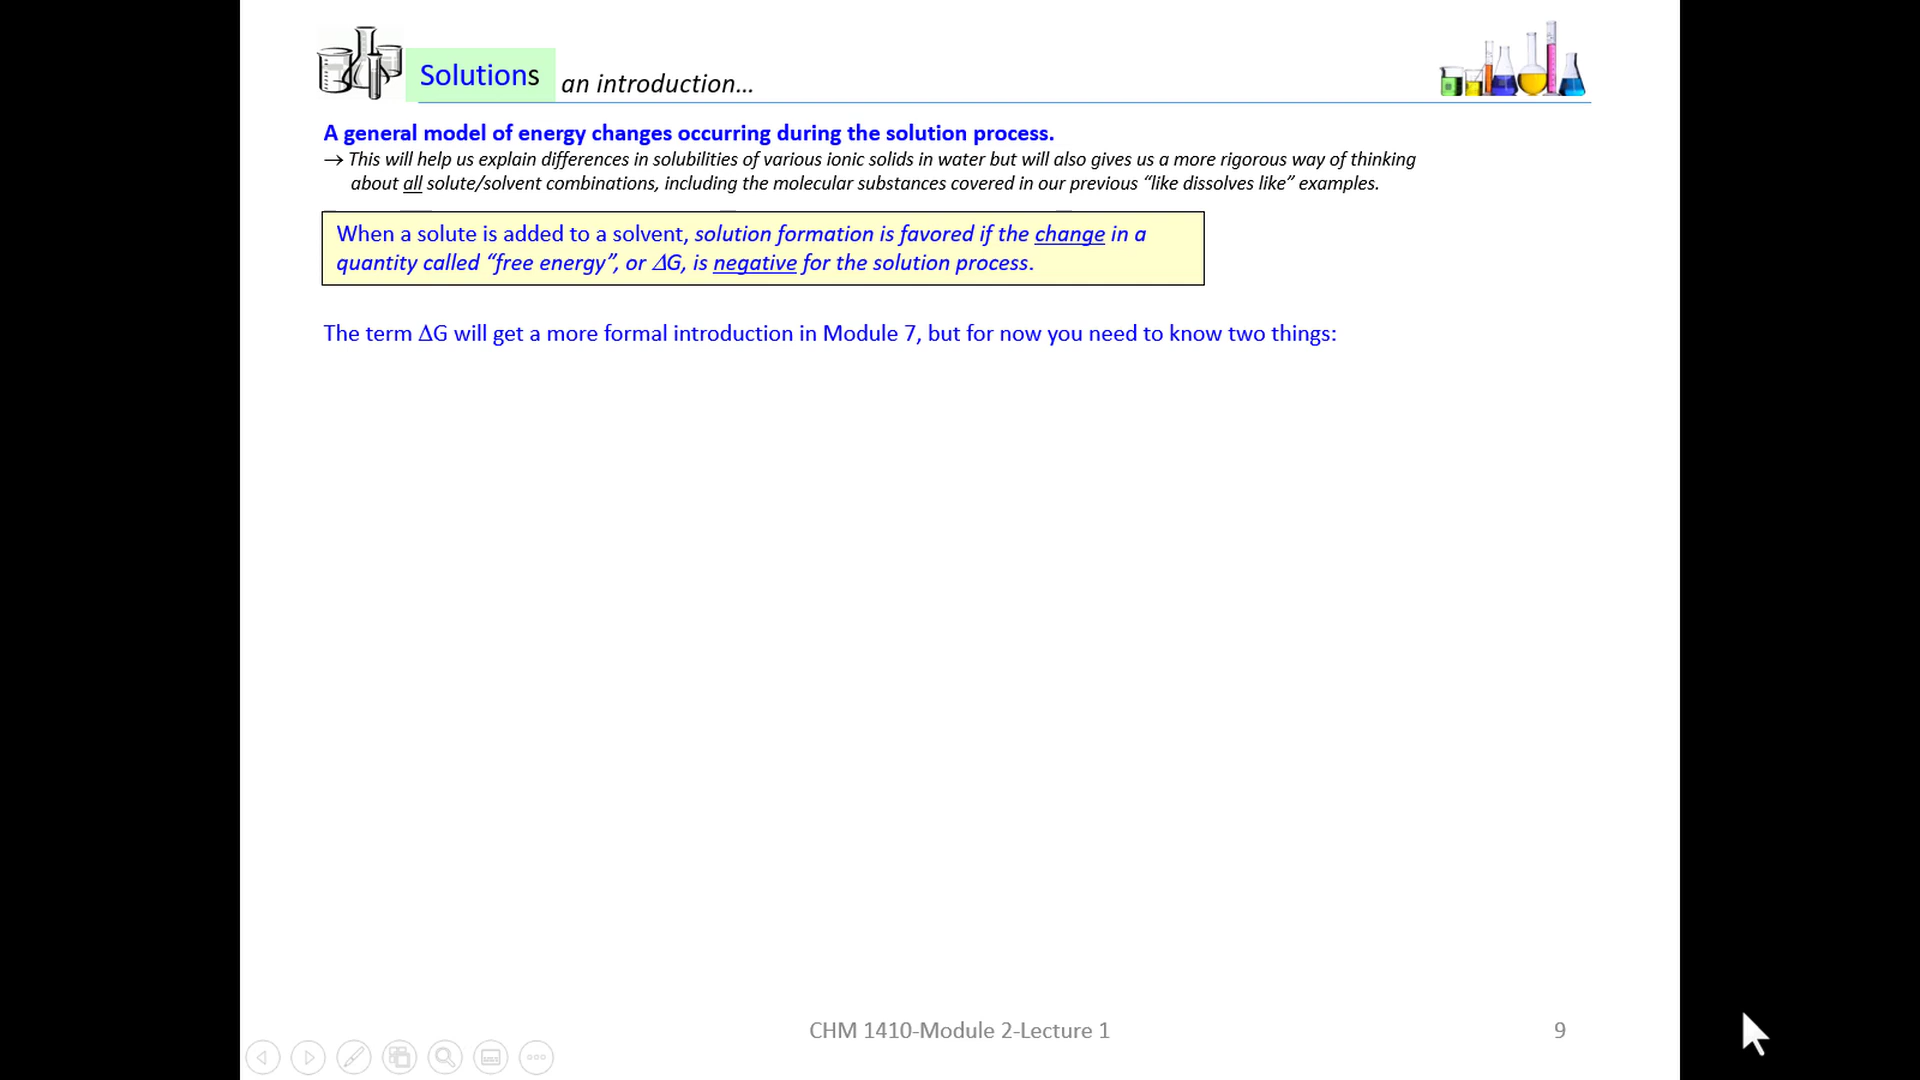 Solutions an introduction...
A general model of energy changes occurring during the solution process.
→ This will help us explain differences in solubilities of various ionic solids in water but will also gives us a more rigorous way of thinking
about all solute/solvent combinations, including the molecular substances covered in our previous “like dissolves like” examples.
When a solute is added to a solvent, solution formation is favored if the change in a
quantity called “free energy”, or ΔG, is negative for the solution process.
The term ΔG will get a more formal introduction in Module 7, but for now you need to know two things:
CHM 1410-Module 2-Lecture 1
9